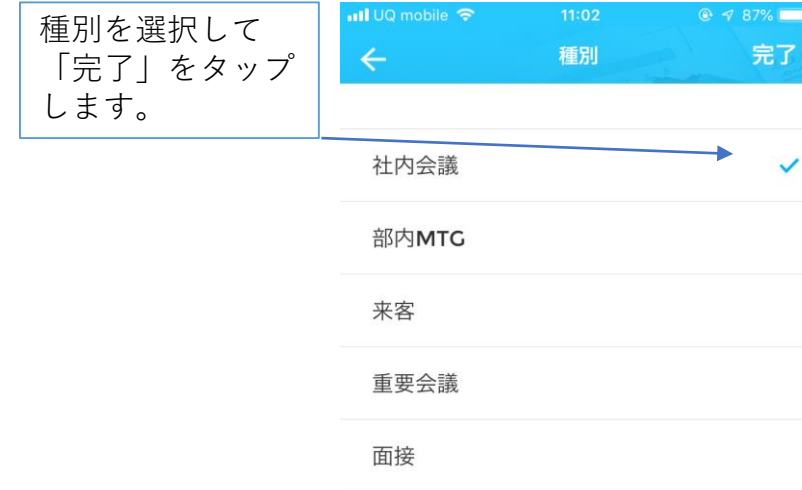 種別を選択して
「完了」をタップ
します。
UQ mobile 11:02 87%
種別 完了
社内会議
部内MTG
来客
重要会議
面接